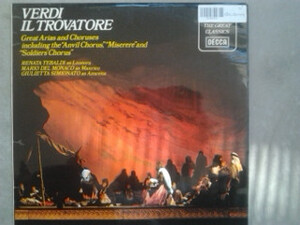 VERDI
IL TROVATORE
Great Arias and Choruses
including the "Anvil Chorus," "Miserere" and
"Soldiers' Chorus"
RENATA TEBALDI as Leonora
MARIO DEL MONACO as Manrico
GIULIETTA SIMIONATO as Azucena
THE GREAT
CLASSICS
DECCA